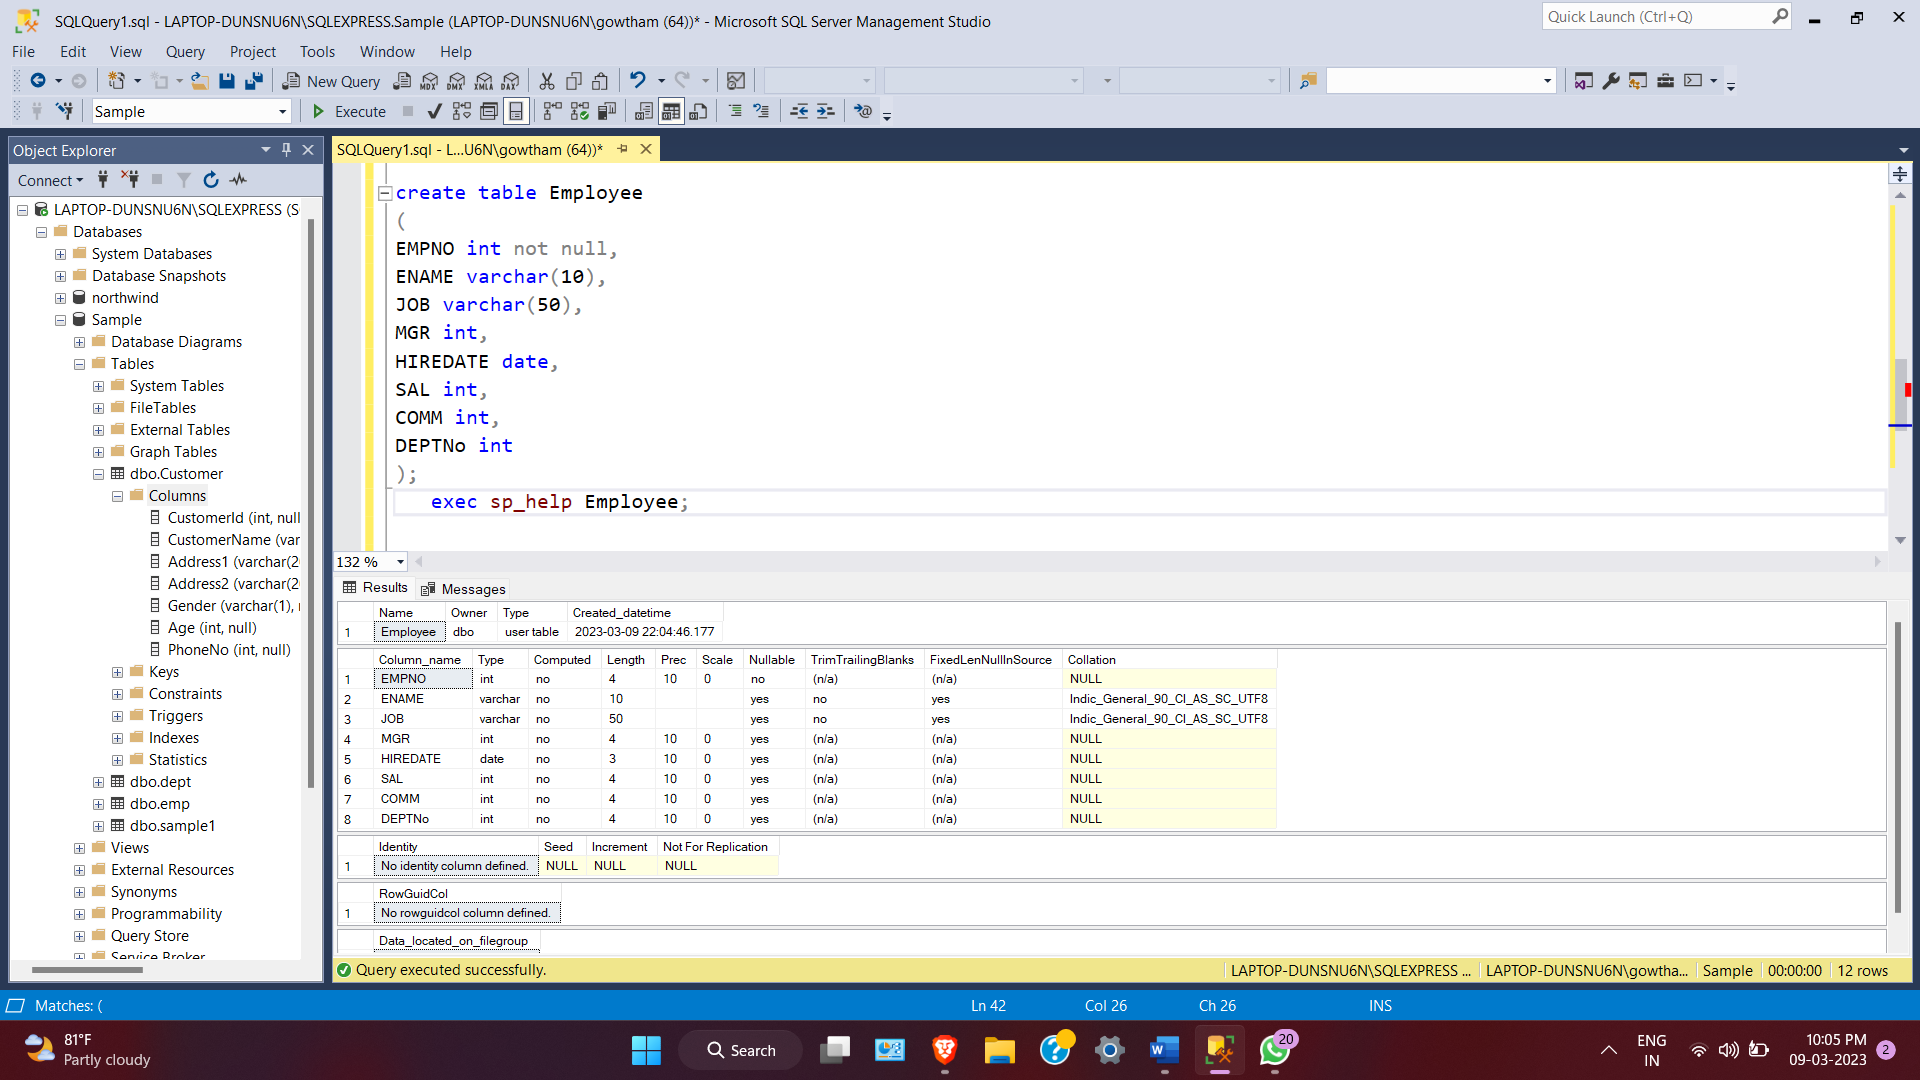 SQLQuery1.sql - LAPTOP-DUNSNU6N\SQLEXPRESS.Sample (LAPTOP-DUNSNU6N\gowtham (64))* - Microsoft SQL Server Management Studio
Quick Launch (Ctrl+Q)
File Edit View Query Project Tools Window Help
New Query MDX DMX XMLA DAX
Sample Execute
Object Explorer
SQLQuery1.sql - L...U6N\gowtham (64))*
Connect
LAPTOP-DUNSNU6N\SQLEXPRESS (S
Databases
System Databases
Database Snapshots
northwind
Sample
Database Diagrams
Tables
System Tables
FileTables
External Tables
Graph Tables
dbo.Customer
Columns
CustomerId (int, null
CustomerName (var
Address1 (varchar(2
Address2 (varchar(2
Gender (varchar(1),
Age (int, null)
PhoneNo (int, null)
Keys
Constraints
Triggers
Indexes
Statistics
dbo.dept
dbo.emp
dbo.sample1
Views
External Resources
Synonyms
Programmability
Query Store
Service Broker
create table Employee
(
EMPNO int not null,
ENAME varchar(10),
JOB varchar(50),
MGR int,
HIREDATE date,
SAL int,
COMM int,
DEPTNo int
);
exec sp_help Employee;
132 %
Results Messages
Name Owner Type Created_datetime
1 Employee dbo user table 2023-03-09 22:04:46.177
Column_name Type Computed Length Prec Scale Nullable TrimTrailingBlanks FixedLenNullInSource Collation
1 EMPNO int no 4 10 0 no (n/a) (n/a) NULL
2 ENAME varchar no 10 yes no yes Indic_General_90_CI_AS_SC_UTF8
3 JOB varchar no 50 yes no yes Indic_General_90_CI_AS_SC_UTF8
4 MGR int no 4 10 0 yes (n/a) (n/a) NULL
5 HIREDATE date no 3 10 0 yes (n/a) (n/a) NULL
6 SAL int no 4 10 0 yes (n/a) (n/a) NULL
7 COMM int no 4 10 0 yes (n/a) (n/a) NULL
8 DEPTNo int no 4 10 0 yes (n/a) (n/a) NULL
Identity Seed Increment Not For Replication
1 No identity column defined. NULL NULL NULL
RowGuidCol
1 No rowguidcol column defined.
Data_located_on_filegroup
Query executed successfully. LAPTOP-DUNSNU6N\SQLEXPRESS ... LAPTOP-DUNSNU6N\gowtha... Sample 00:00:00 12 rows
Matches: ( Ln 42 Col 26 Ch 26 INS
81°F
Partly cloudy
Search
20
ENG
IN
10:05 PM
09-03-2023
2